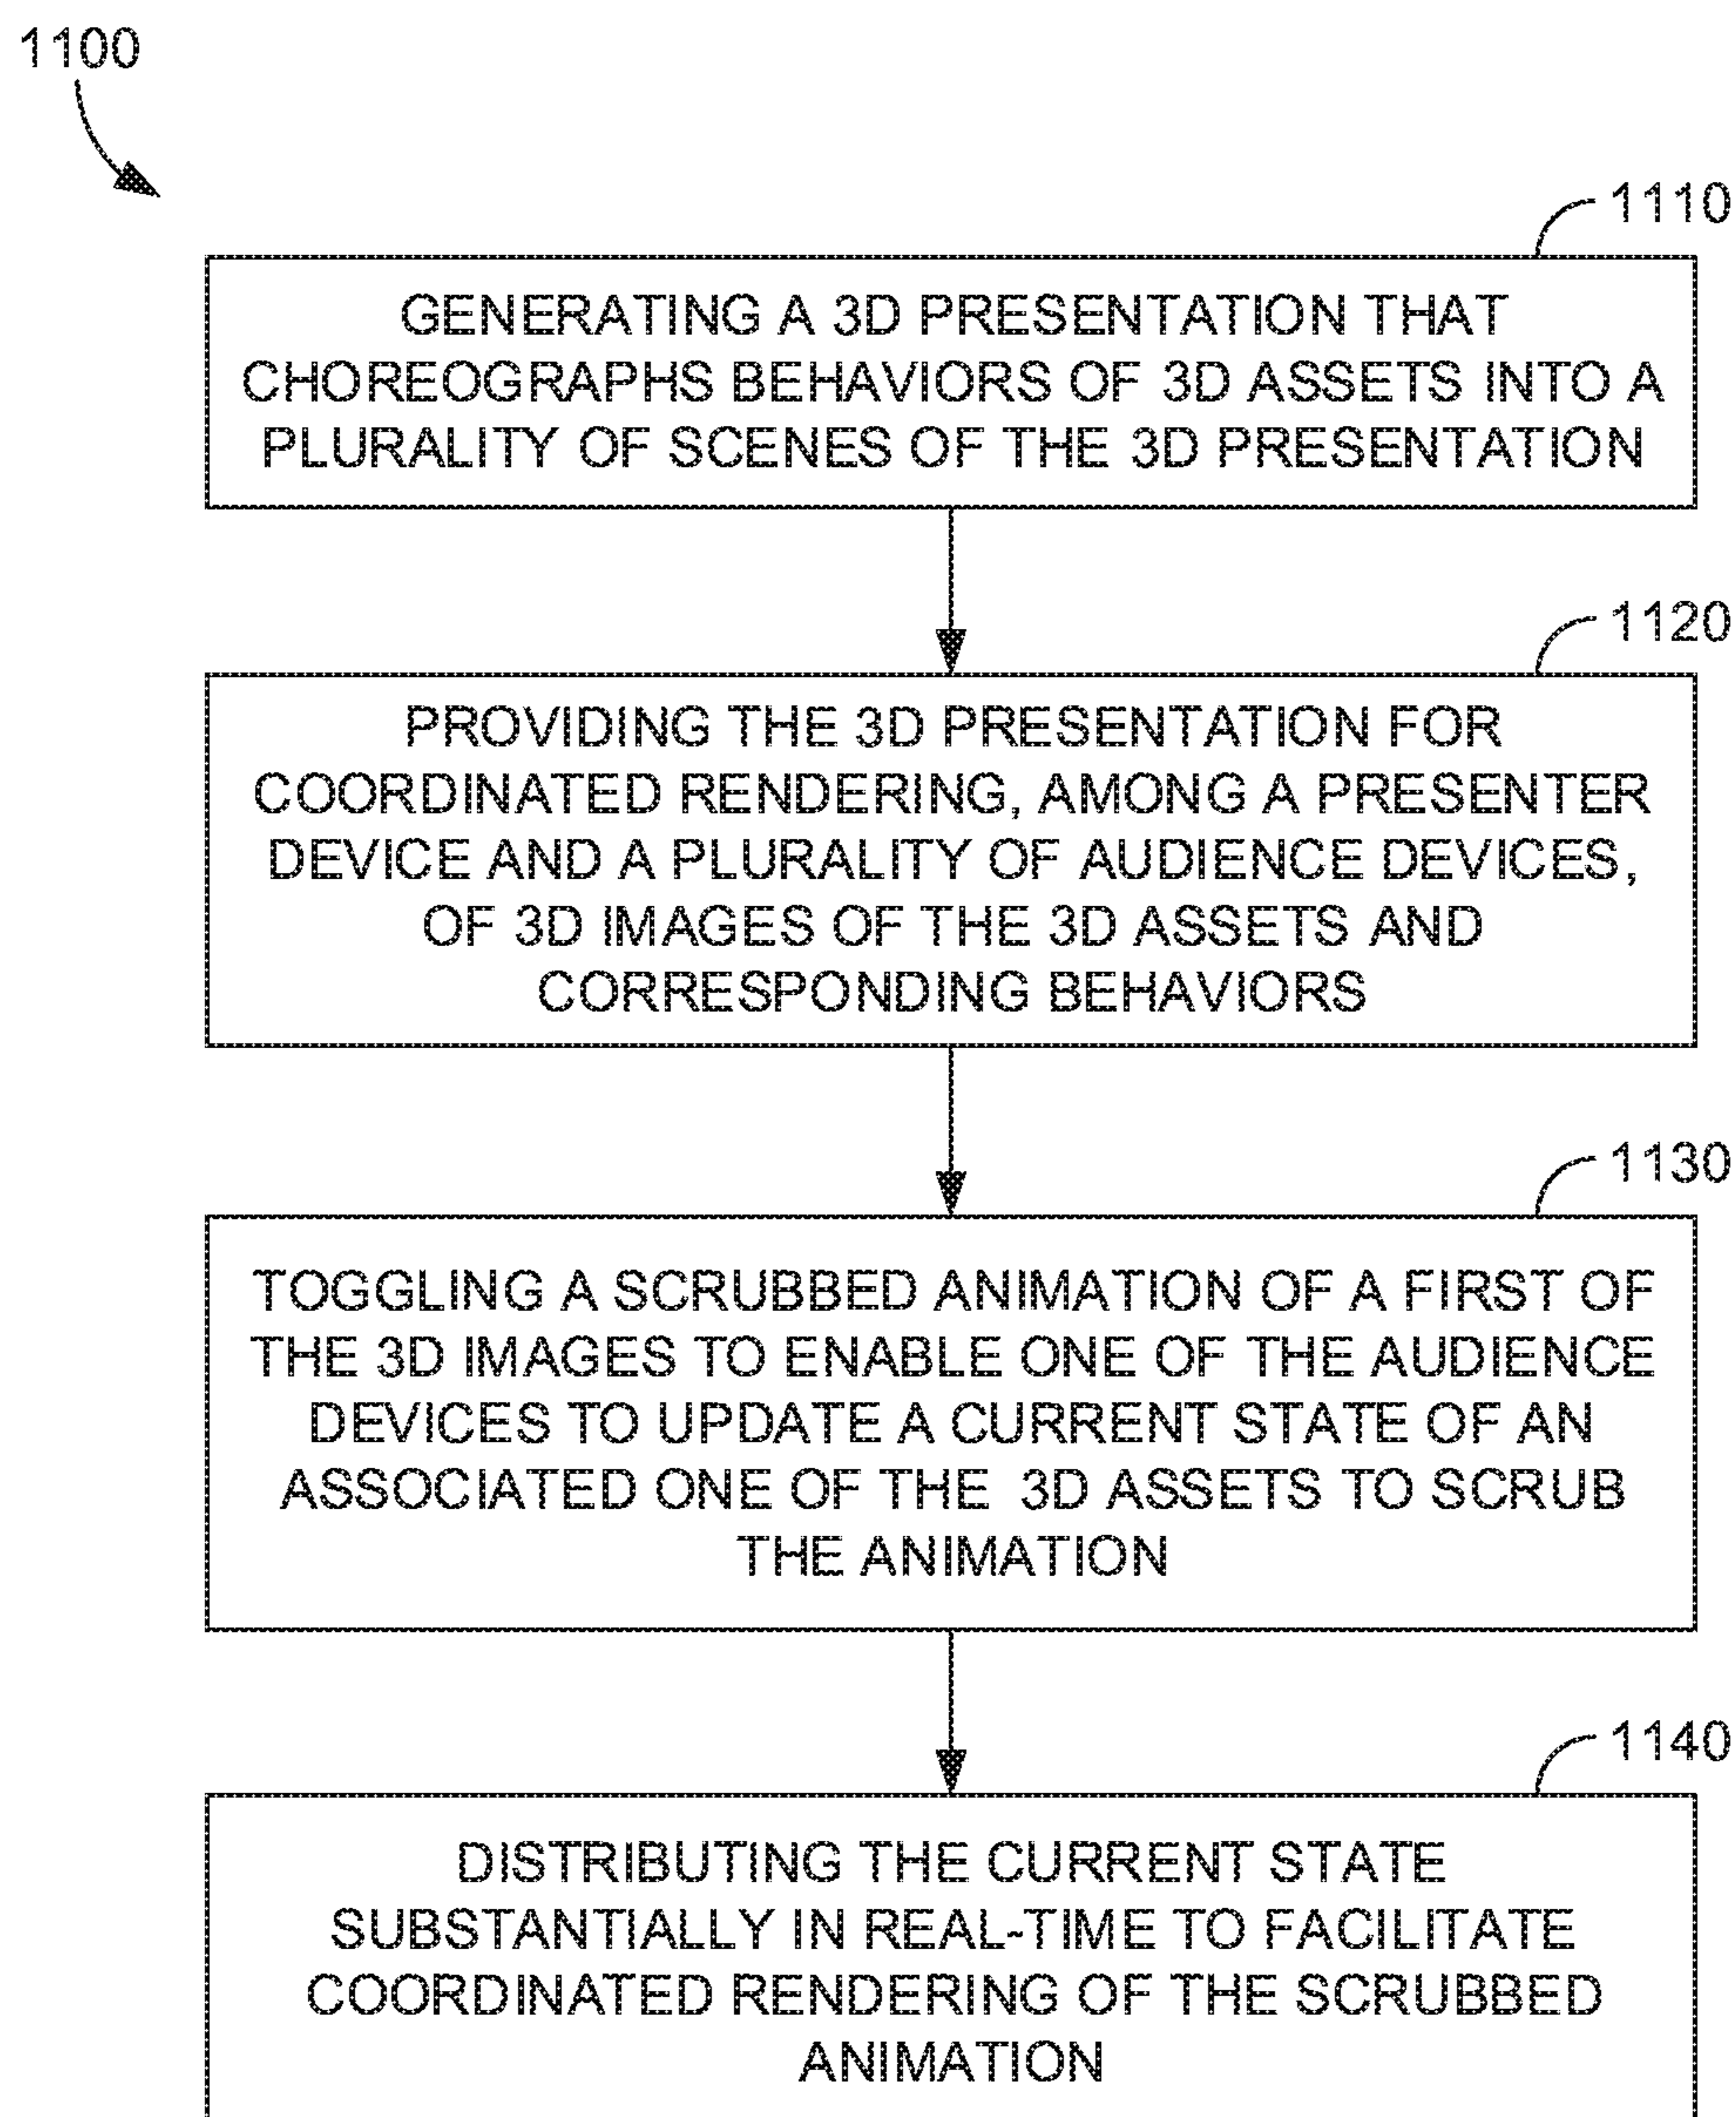 1100
1110
GENERATING A 3D PRESENTATION THAT
CHOREOGRAPHS BEHAVIORS OF 3D ASSETS INTO A
PLURALITY OF SCENES OF THE 3D PRESENTATION
1120
PROVIDING THE 3D PRESENTATION FOR
COORDINATED RENDERING, AMONG A PRESENTER
DEVICE AND A PLURALITY OF AUDIENCE DEVICES,
OF 3D IMAGES OF THE 3D ASSETS AND
CORRESPONDING BEHAVIORS
1130
TOGGLING A SCRUBBED ANIMATION OF A FIRST OF
THE 3D IMAGES TO ENABLE ONE OF THE AUDIENCE
DEVICES TO UPDATE A CURRENT STATE OF AN
ASSOCIATED ONE OF THE 3D ASSETS TO SCRUB
THE ANIMATION
1140
DISTRIBUTING THE CURRENT STATE
SUBSTANTIALLY IN REAL-TIME TO FACILITATE
COORDINATED RENDERING OF THE SCRUBBED
ANIMATION